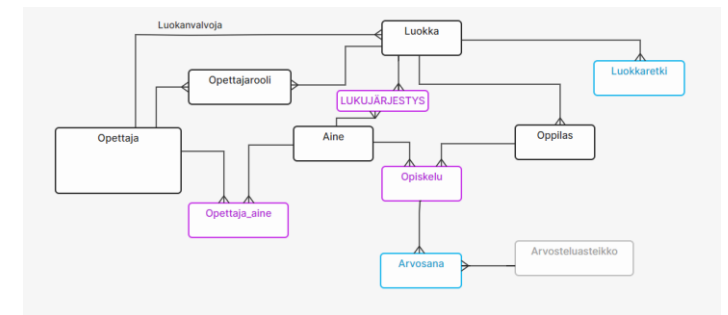 Luokanvalvoja
Luokka
Opettajarooli
Luokkaretki
LUKUJÄRJESTYS
Opettaja
Aine
Oppilas
Opiskelu
Opettaja_aine
Arvosteluasteikko
Arvosana